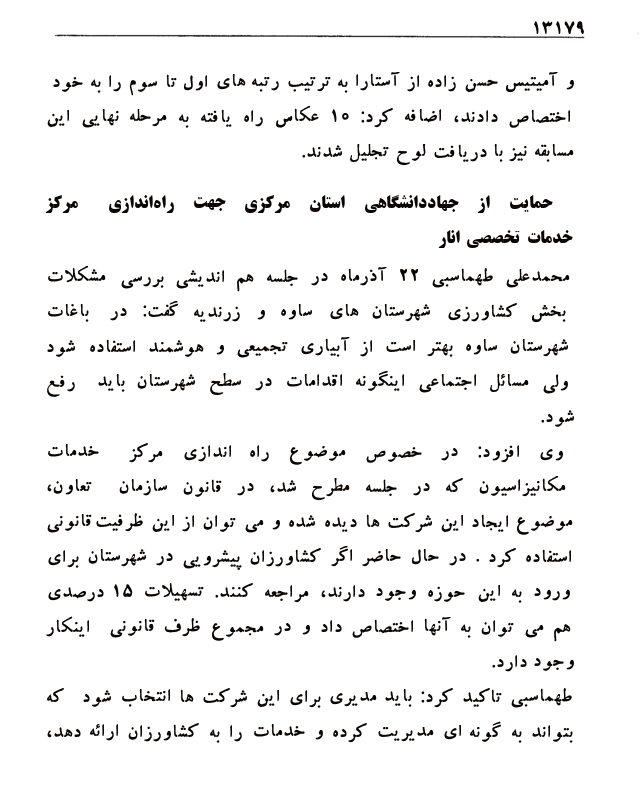 ۱۳۱۷۹
و آمیتیس حسن زاده از آستارا به ترتیب رتبه های اول تا سوم را به خود
اختصاص دادند، اضافه کرد: ۱۵ عکاس راه یافته به مرحله نهایی این
مسابقه نیز با دریافت لوح تجلیل شدند.
حمایت از جهاددانشگاهی استان مرکزی جهت راه‌اندازی مرکز
خدمات تخصصی انار
محمدعلی طهماسبی ۲۲ آذرماه در جلسه هم اندیشی بررسی مشکلات
بخش کشاورزی شهرستان های ساوه و زرندیه گفت: در باغات
شهرستان ساوه بهتر است از آبیاری تجمیعی و هوشمند استفاده شود
ولی مسائل اجتماعی اینگونه اقدامات در سطح شهرستان باید رفع
شود.
وی افزود: در خصوص موضوع راه اندازی مرکز خدمات
مکانیزاسیون که در جلسه مطرح شد، در قانون سازمان تعاون،
موضوع ایجاد این شرکت ها دیده شده و می توان از این ظرفیت قانونی
استفاده کرد . در حال حاضر اگر کشاورزان پیشرویی در شهرستان برای
ورود به این حوزه وجود دارند، مراجعه کنند. تسهیلات ۱۵ درصدی
هم می توان به آنها اختصاص داد و در مجموع ظرف قانونی اینکار
وجود دارد.
طهماسبی تاکید کرد: باید مدیری برای این شرکت ها انتخاب شود که
بتواند به گونه ای مدیریت کرده و خدمات را به کشاورزان ارائه دهد،